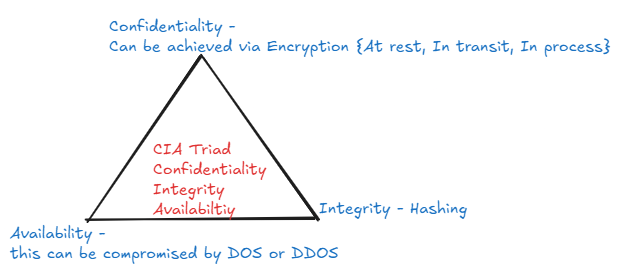 Confidentiality -
Can be achieved via Encryption {At rest, In transit, In process}
CIA Triad
Confidentiality
Integrity
Availabiltiy
Integrity - Hashing
Availability -
this can be compromised by DOS or DDOS